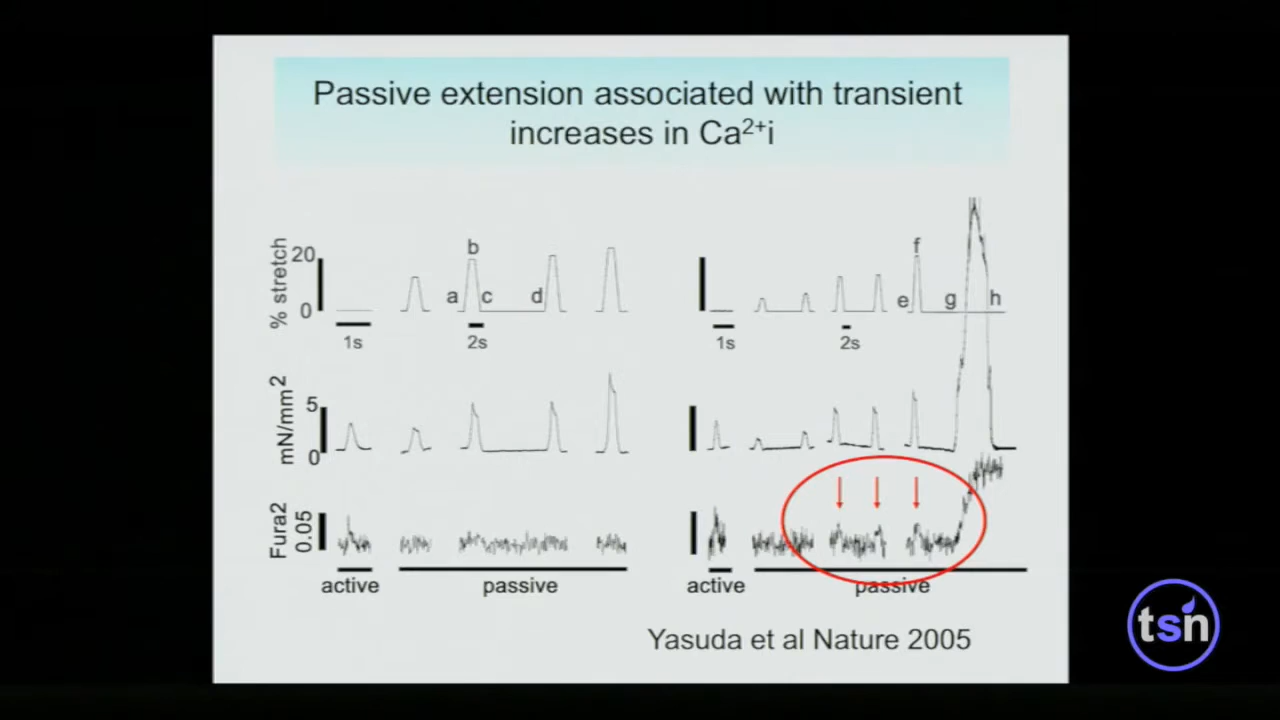 Passive extension associated with transient
increases in Ca²⁺i
% stretch
20
0
a
b
c
d
e
f
g
h
1s
2s
1s
2s
mN/mm2
5
0
Fura2
0.05
active
passive
active
passive
Yasuda et al Nature 2005
tsn